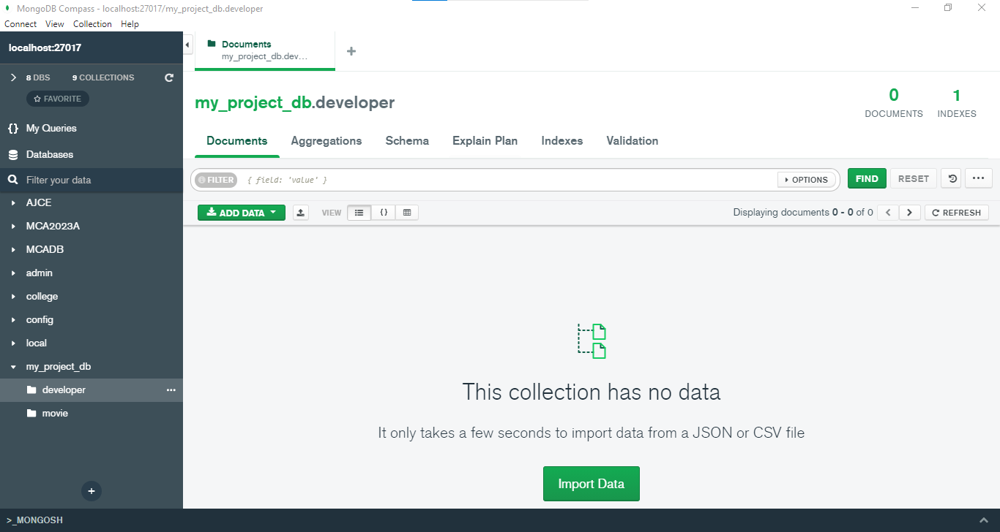 MongoDB Compass - localhost:27017/my_project_db.developer
Connect View Collection Help
localhost:27017
8 DBS 9 COLLECTIONS
FAVORITE
{} My Queries
Databases
Filter your data
AJCE
MCA2023A
MCADB
admin
college
config
local
my_project_db
developer •••
movie
+
Documents
my_project_db.dev...
+
my_project_db.developer
0
DOCUMENTS
1
INDEXES
Documents Aggregations Schema Explain Plan Indexes Validation
FILTER { field: 'value' } OPTIONS FIND RESET •••
ADD DATA VIEW {} Displaying documents 0 - 0 of 0 < > REFRESH
This collection has no data
It only takes a few seconds to import data from a JSON or CSV file
Import Data
>_MONGOSH